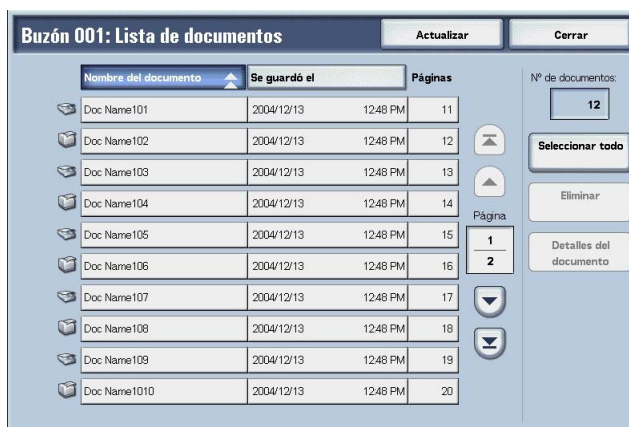 Buzón 001: Lista de documentos Actualizar Cerrar
Nombre del documento Se guardó el Páginas Nº de documentos:
Doc Name101 2004/12/13 12:48 PM 11 12
Doc Name102 2004/12/13 12:48 PM 12 Seleccionar todo
Doc Name103 2004/12/13 12:48 PM 13
Doc Name104 2004/12/13 12:48 PM 14 Eliminar
Página
Doc Name105 2004/12/13 12:48 PM 15 1 Detalles del
Doc Name106 2004/12/13 12:48 PM 16 2 documento
Doc Name107 2004/12/13 12:48 PM 17
Doc Name108 2004/12/13 12:48 PM 18
Doc Name109 2004/12/13 12:48 PM 19
Doc Name1010 2004/12/13 12:48 PM 20